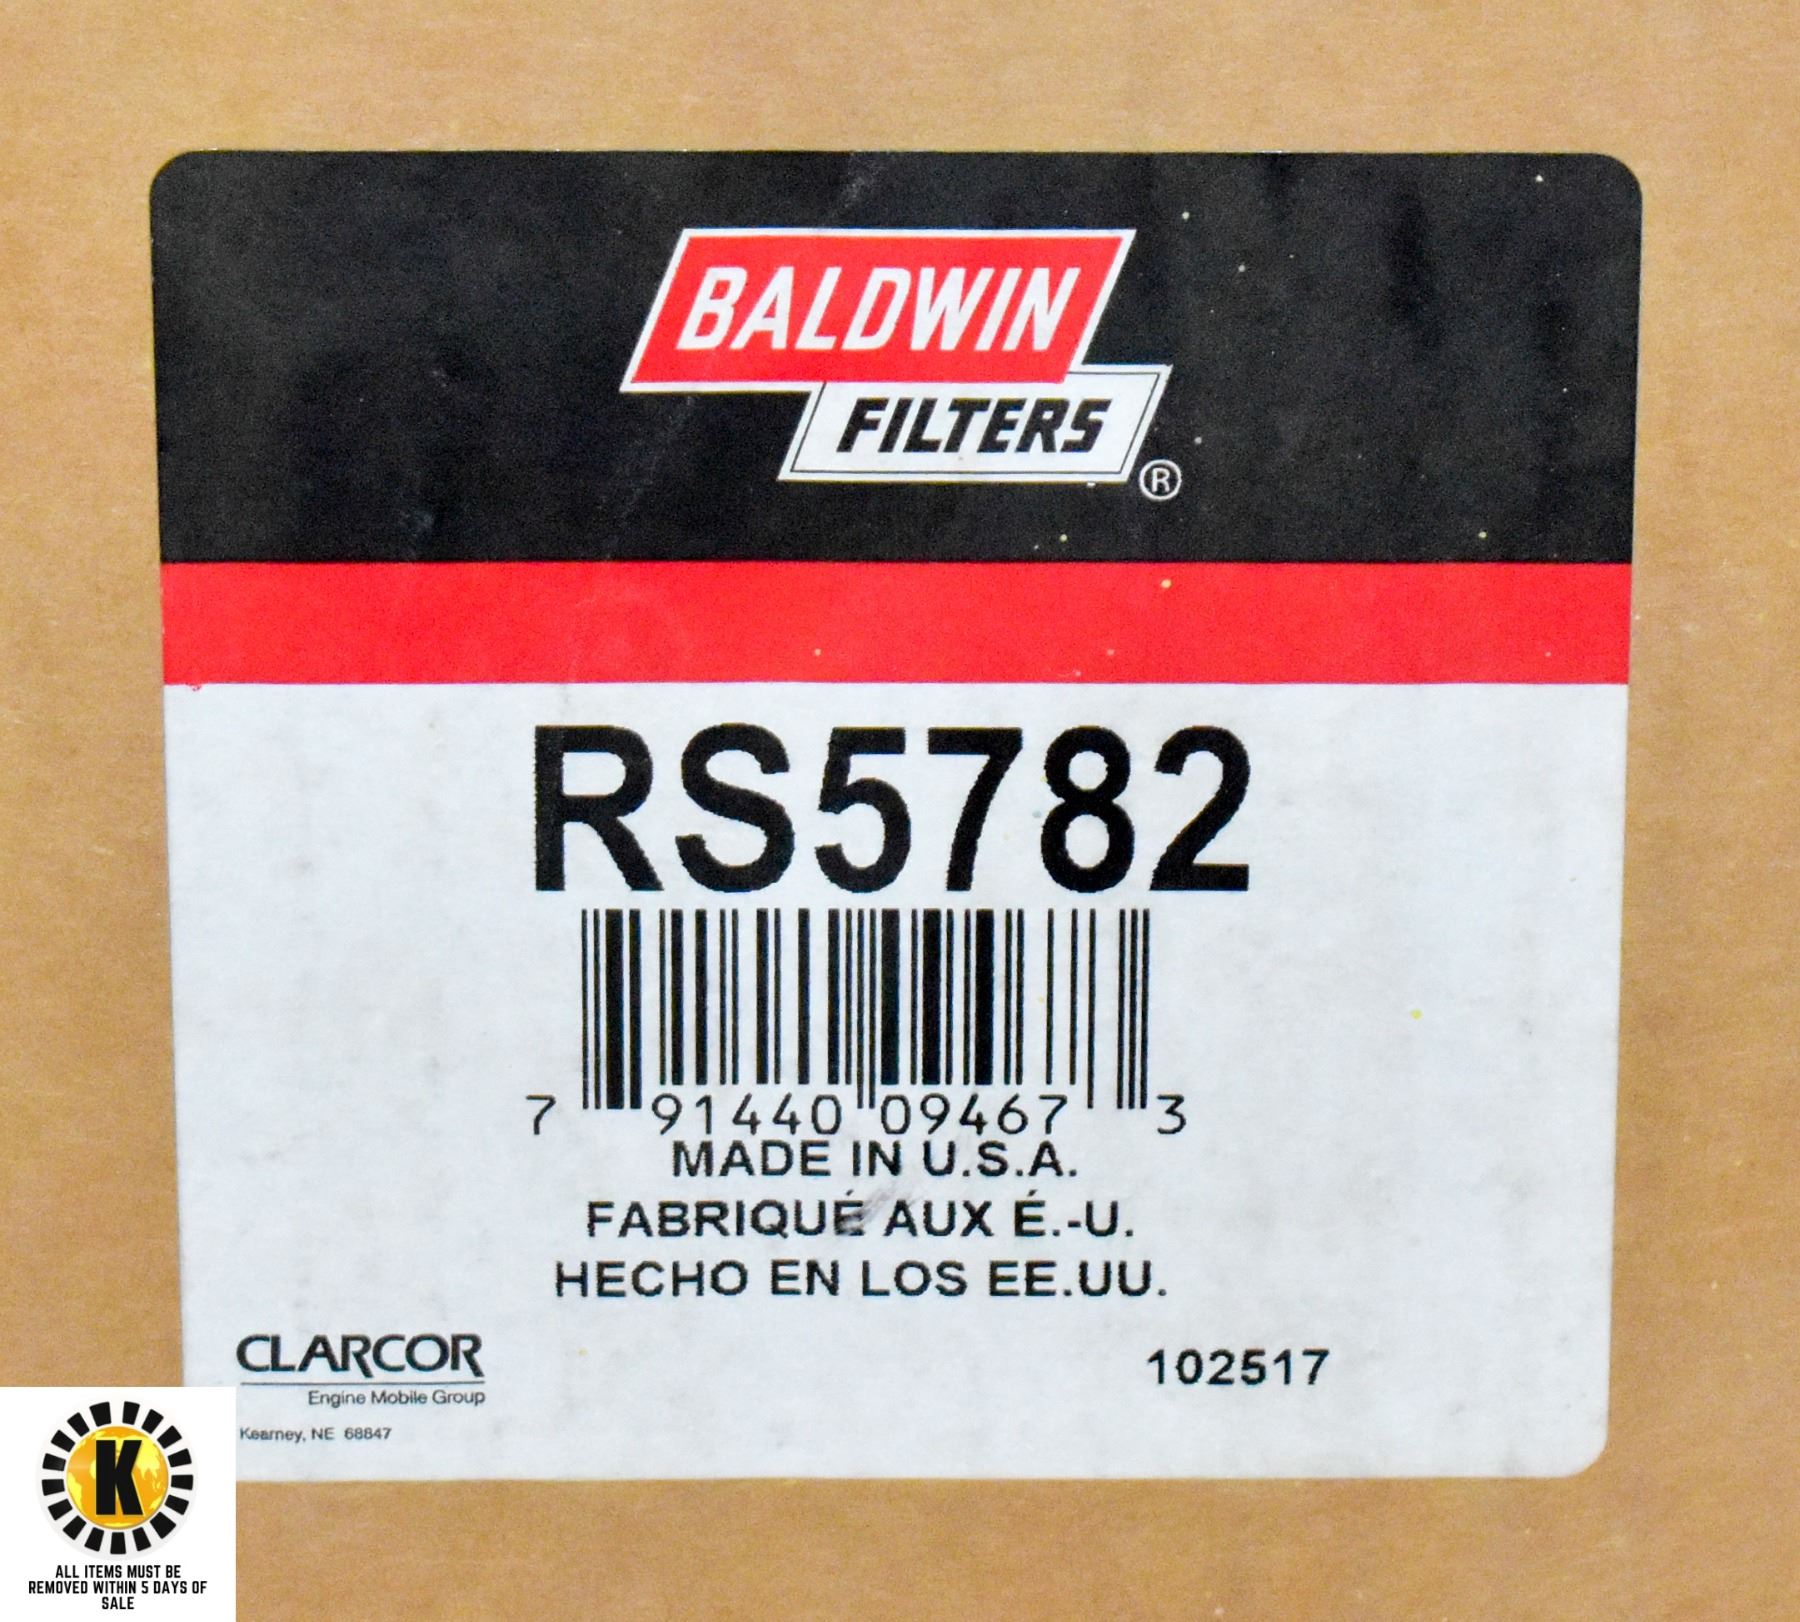 BALDWIN
FILTERS
®
RS5782
7 91440 09467 3
MADE IN U.S.A.
FABRIQUÉ AUX É.-U.
HECHO EN LOS EE.UU.
CLARCOR
Engine Mobile Group
Kearney, NE 68847
102517
K
ALL ITEMS MUST BE
REMOVED WITHIN 5 DAYS OF
SALE